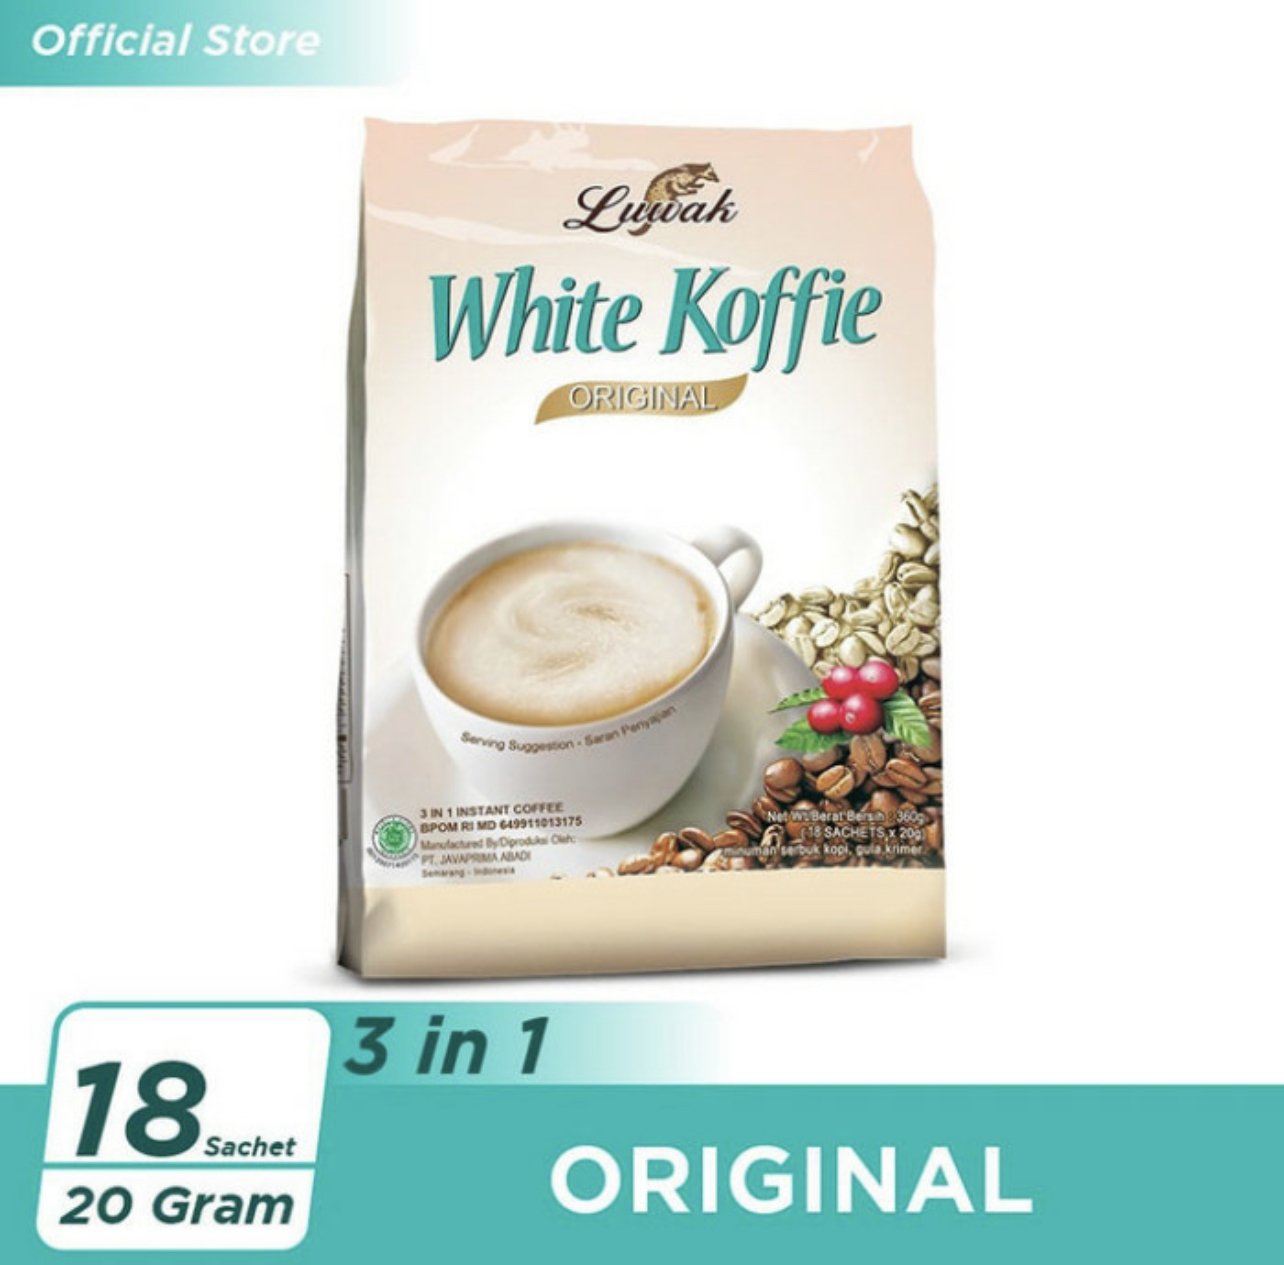 Official Store
Luwak
White Koffie
ORIGINAL
Serving Suggestion - Saran Penyajian
3 IN 1 INSTANT COFFEE
BPOM RI MD 649911013175
Manufactured By/Diproduksi Oleh:
PT. JAVAPRIMA ABADI
Semarang - Indonesia
Net Wt/Berat Bersih : 360g
(18 SACHETS x 20g)
minuman serbuk kopi, gula krimer
3 in 1
18 Sachet
20 Gram
ORIGINAL